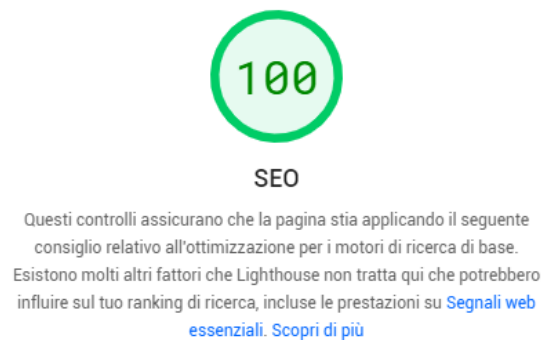 100
SEO
Questi controlli assicurano che la pagina stia applicando il seguente
consiglio relativo all'ottimizzazione per i motori di ricerca di base.
Esistono molti altri fattori che Lighthouse non tratta qui che potrebbero
influire sul tuo ranking di ricerca, incluse le prestazioni su Segnali web
essenziali. Scopri di più